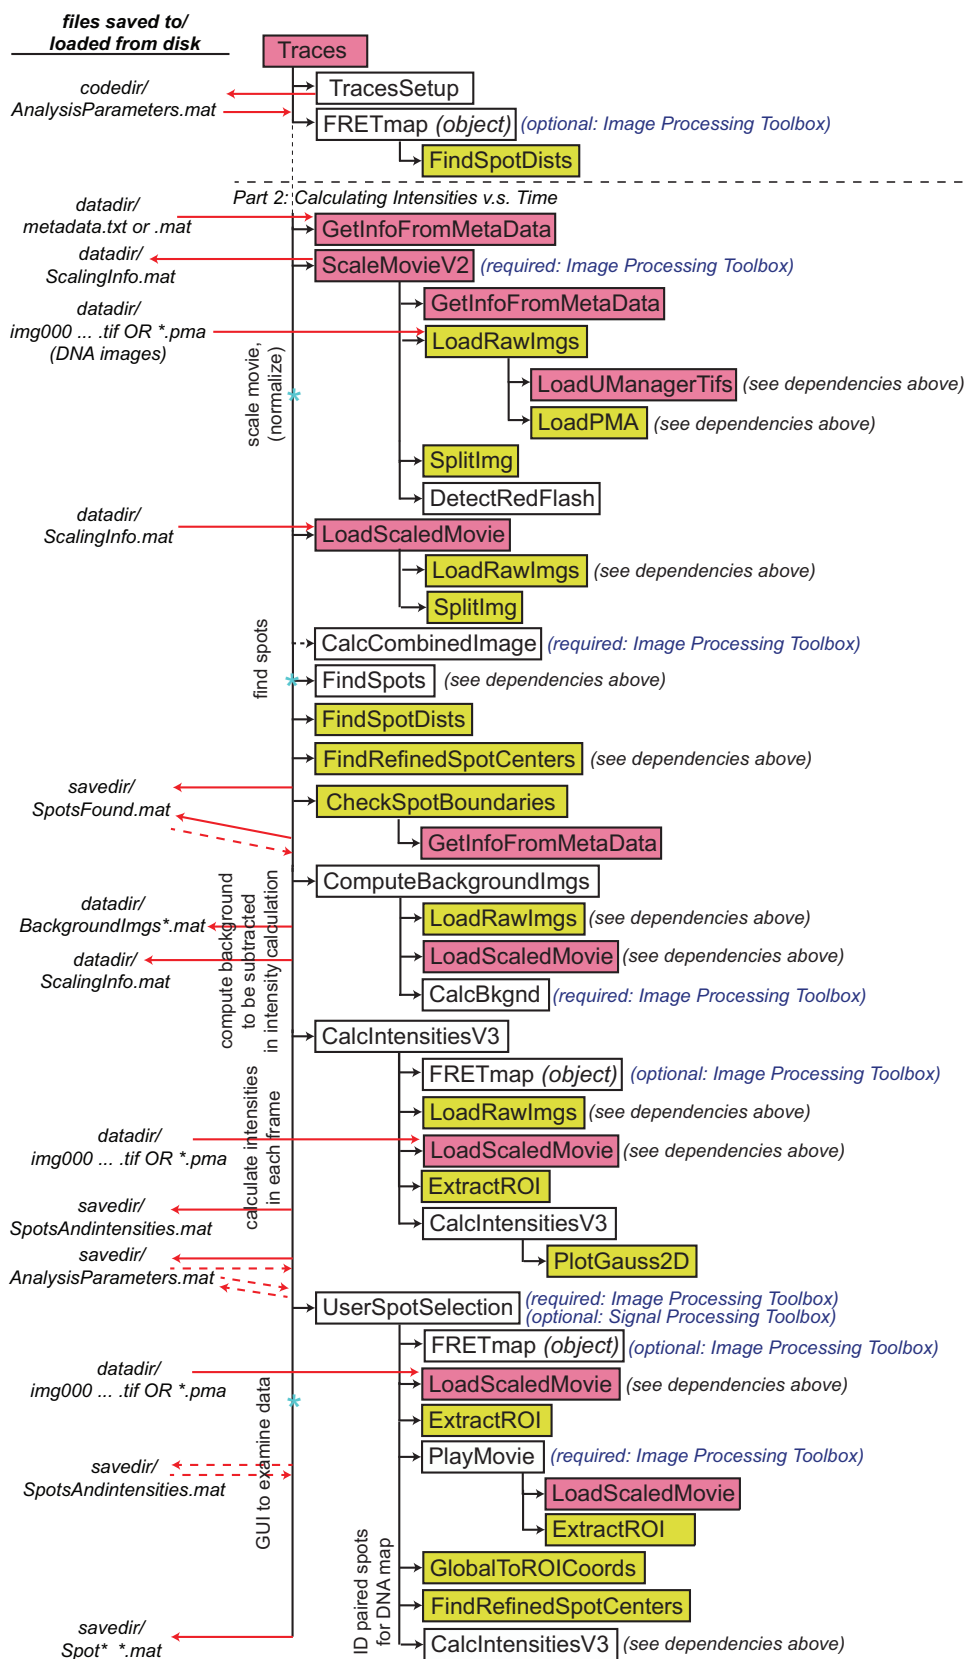 files saved to/
loaded from disk
Traces
codedir/
AnalysisParameters.mat
TracesSetup
FRETmap (object) (optional: Image Processing Toolbox)
FindSpotDists
Part 2: Calculating Intensities v.s. Time
datadir/
metadata.txt or .mat
GetInfoFromMetaData
datadir/
ScalingInfo.mat
ScaleMovieV2 (required: Image Processing Toolbox)
GetInfoFromMetaData
datadir/
img000 ... .tif OR *.pma
(DNA images)
LoadRawImgs
scale movie,
(normalize)
LoadUManagerTifs (see dependencies above)
LoadPMA (see dependencies above)
SplitImg
DetectRedFlash
datadir/
ScalingInfo.mat
LoadScaledMovie
LoadRawImgs (see dependencies above)
SplitImg
find spots
CalcCombinedImage (required: Image Processing Toolbox)
FindSpots (see dependencies above)
FindSpotDists
FindRefinedSpotCenters (see dependencies above)
savedir/
SpotsFound.mat
CheckSpotBoundaries
GetInfoFromMetaData
compute background
to be subtracted
in intensity calculation
ComputeBackgroundImgs
datadir/
BackgroundImgs*.mat
LoadRawImgs (see dependencies above)
datadir/
ScalingInfo.mat
LoadScaledMovie (see dependencies above)
CalcBkgnd (required: Image Processing Toolbox)
CalcIntensitiesV3
calculate intensities
in each frame
FRETmap (object) (optional: Image Processing Toolbox)
LoadRawImgs (see dependencies above)
datadir/
img000 ... .tif OR *.pma
LoadScaledMovie (see dependencies above)
ExtractROI
savedir/
SpotsAndintensities.mat
CalcIntensitiesV3
PlotGauss2D
savedir/
AnalysisParameters.mat
UserSpotSelection (required: Image Processing Toolbox)
(optional: Signal Processing Toolbox)
FRETmap (object) (optional: Image Processing Toolbox)
datadir/
img000 ... .tif OR *.pma
LoadScaledMovie (see dependencies above)
ExtractROI
GUI to examine data
PlayMovie (required: Image Processing Toolbox)
savedir/
SpotsAndintensities.mat
LoadScaledMovie
ExtractROI
ID paired spots
for DNA map
GlobalToROICoords
FindRefinedSpotCenters
savedir/
Spot*_*.mat
CalcIntensitiesV3 (see dependencies above)